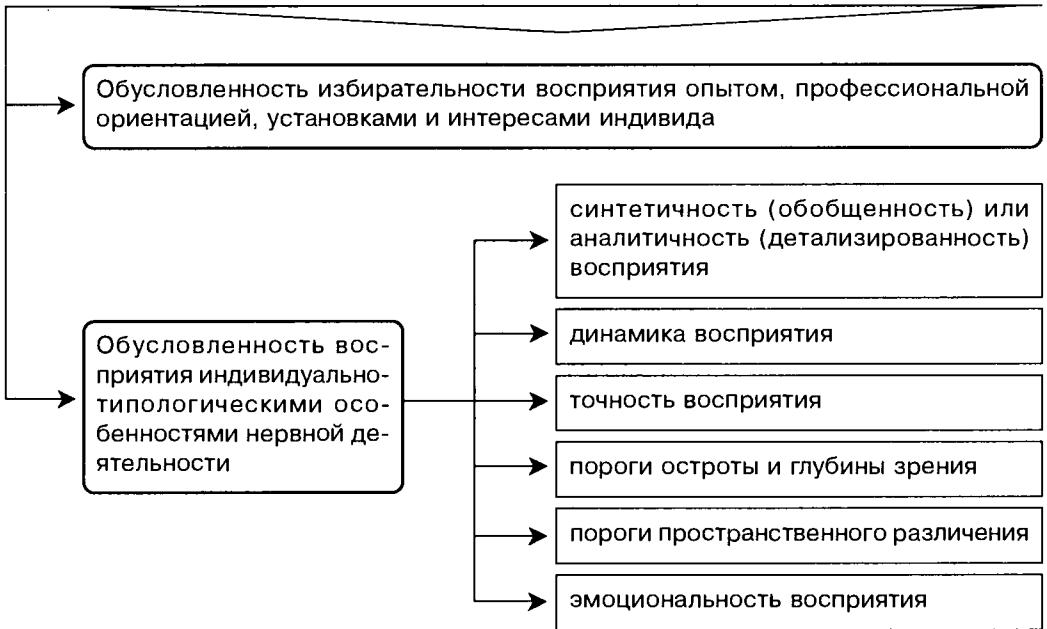 Обусловленность избирательности восприятия опытом, профессиональной
ориентацией, установками и интересами индивида
синтетичность (обобщенность) или
аналитичность (детализированность)
восприятия
динамика восприятия
Обусловленность вос-
приятия индивидуально-
типологическими осо-
бенностями нервной де-
ятельности
точность восприятия
пороги остроты и глубины зрения
пороги пространственного различения
эмоциональность восприятия